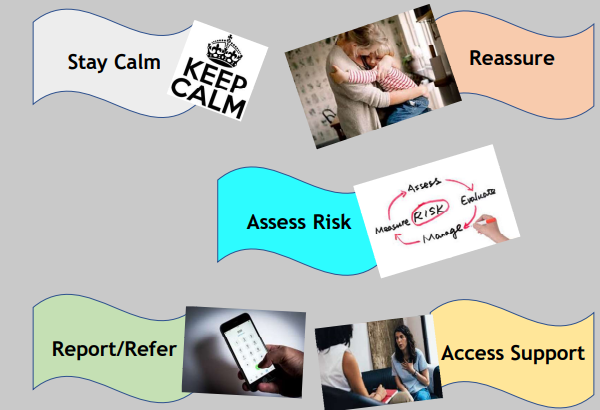 Stay Calm
KEEP
CALM
Reassure
Assess Risk
Assess
Evaluate
Manage
Measure
RISK
Report/Refer
Access Support